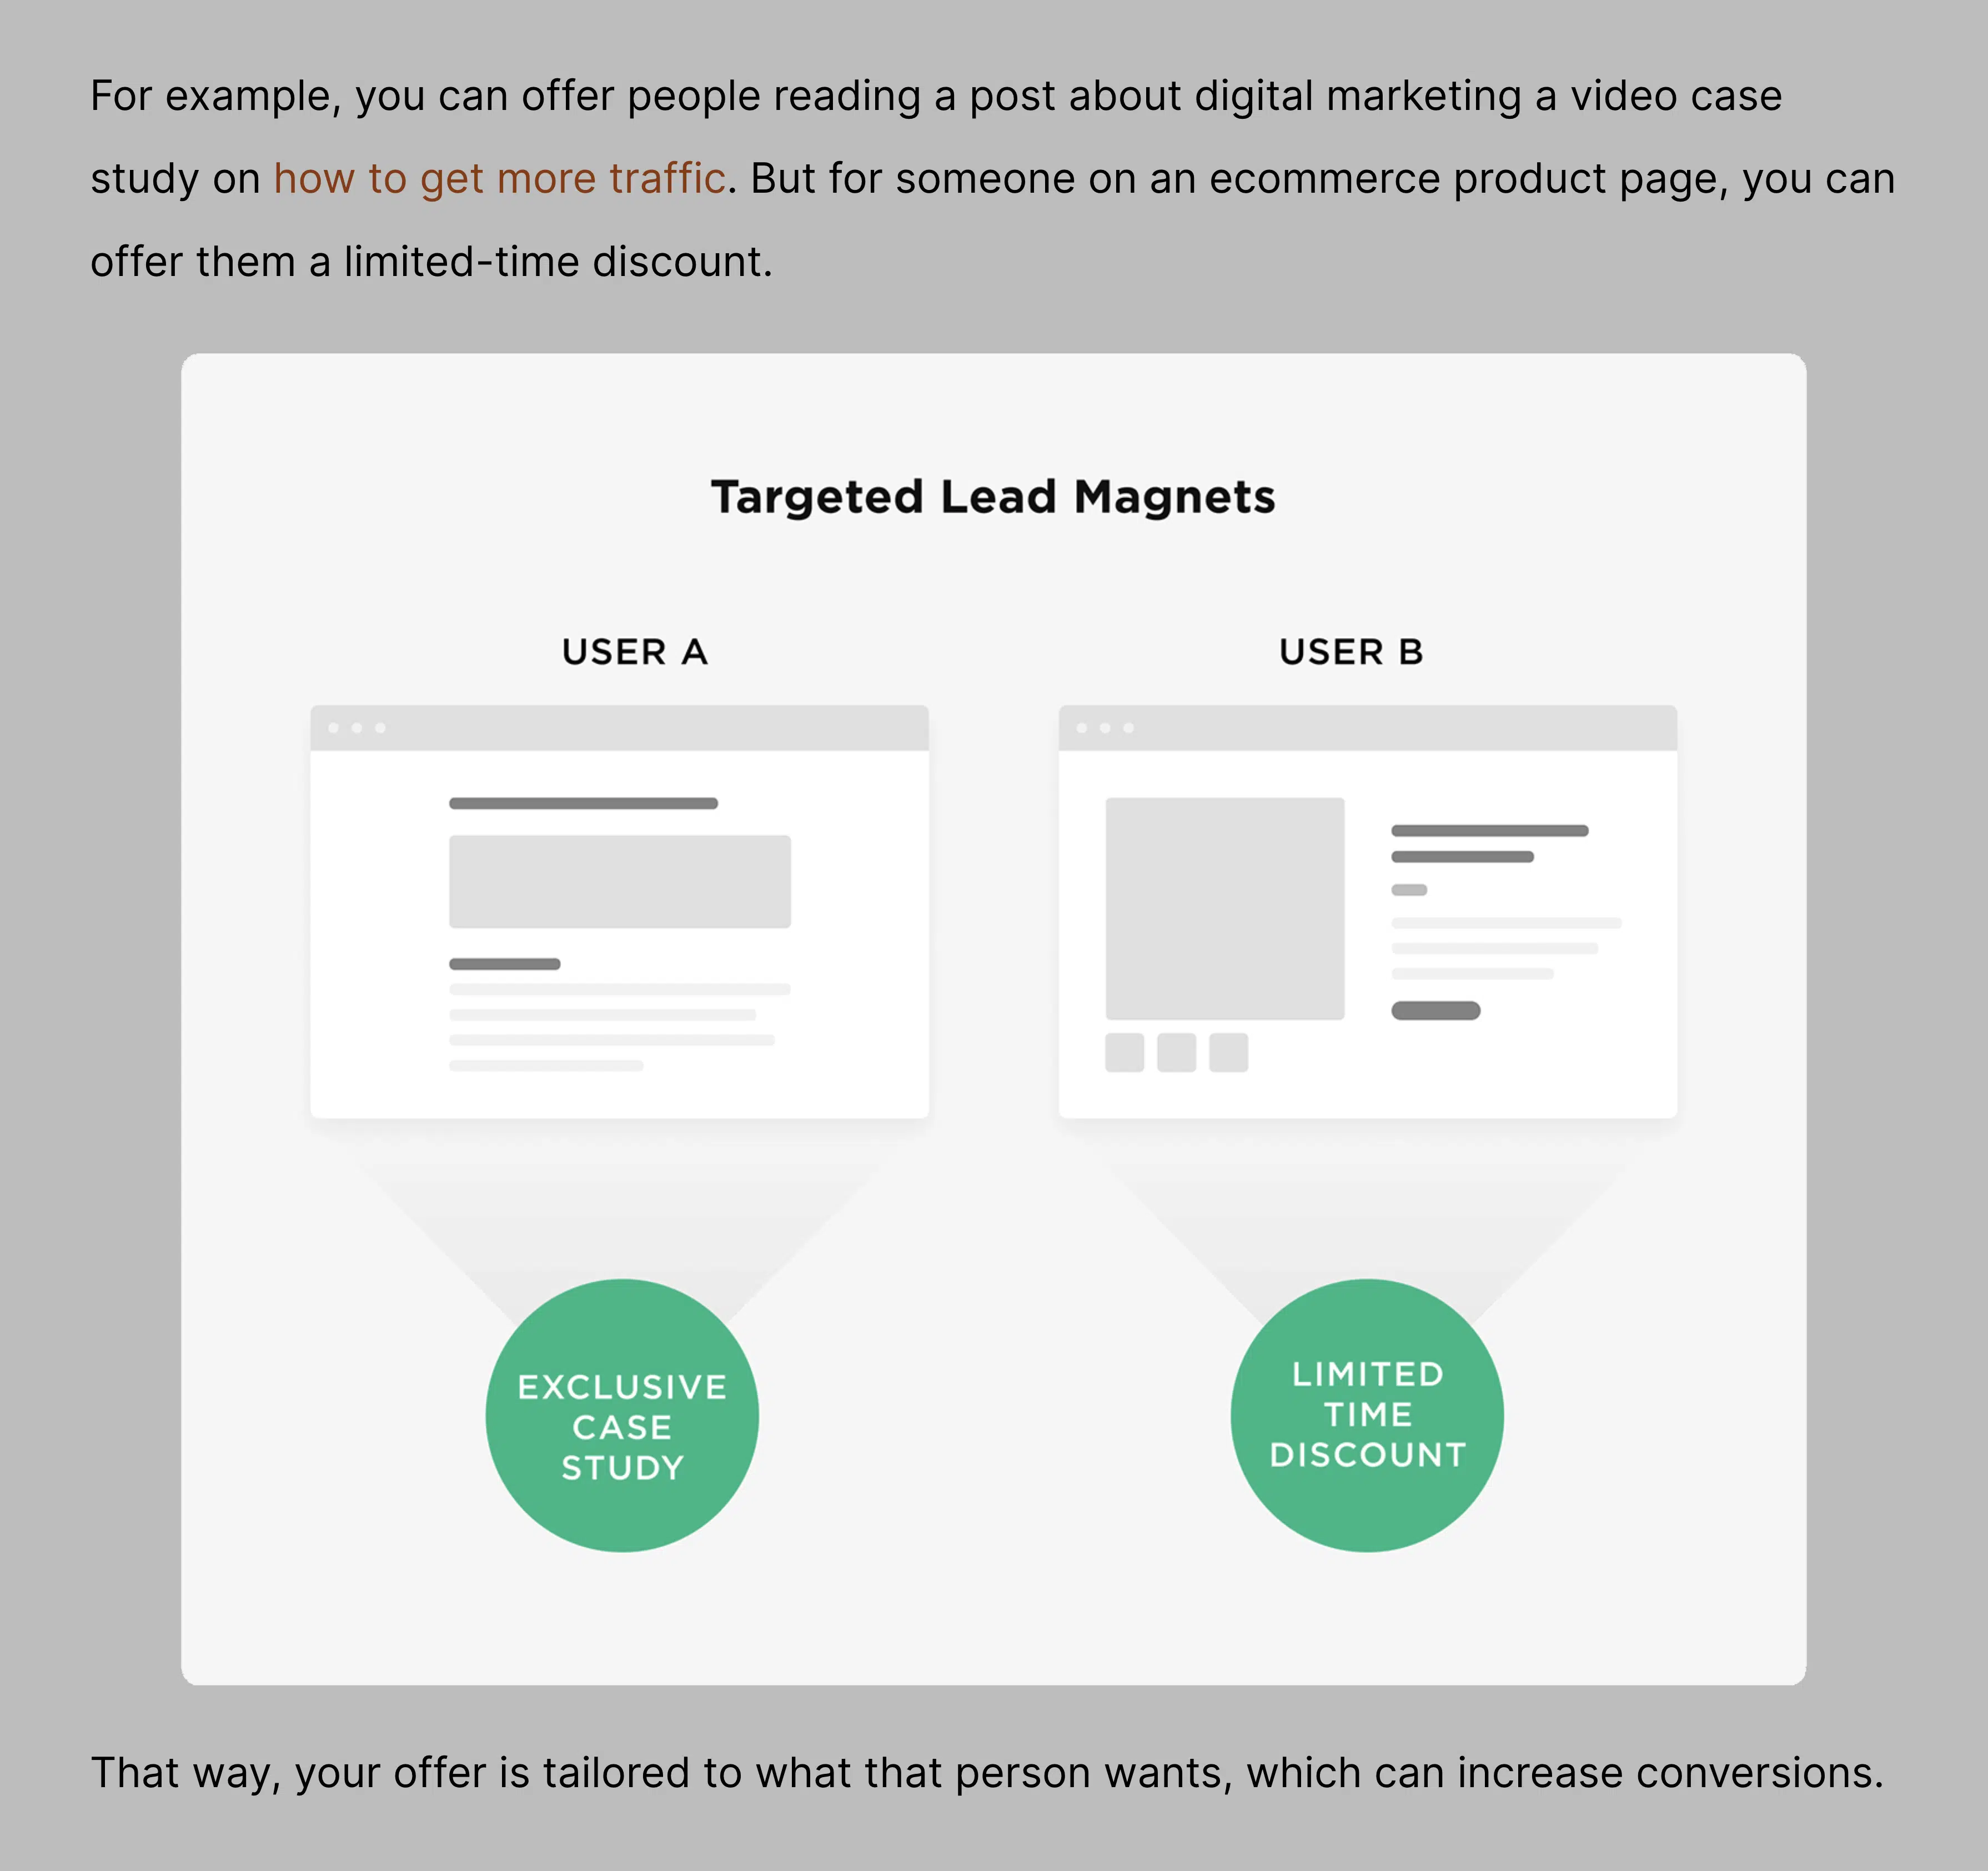 For example, you can offer people reading a post about digital marketing a video case
study on how to get more traffic. But for someone on an ecommerce product page, you can
offer them a limited-time discount.
Targeted Lead Magnets
USER A
USER B
EXCLUSIVE
CASE
STUDY
LIMITED
TIME
DISCOUNT
That way, your offer is tailored to what that person wants, which can increase conversions.